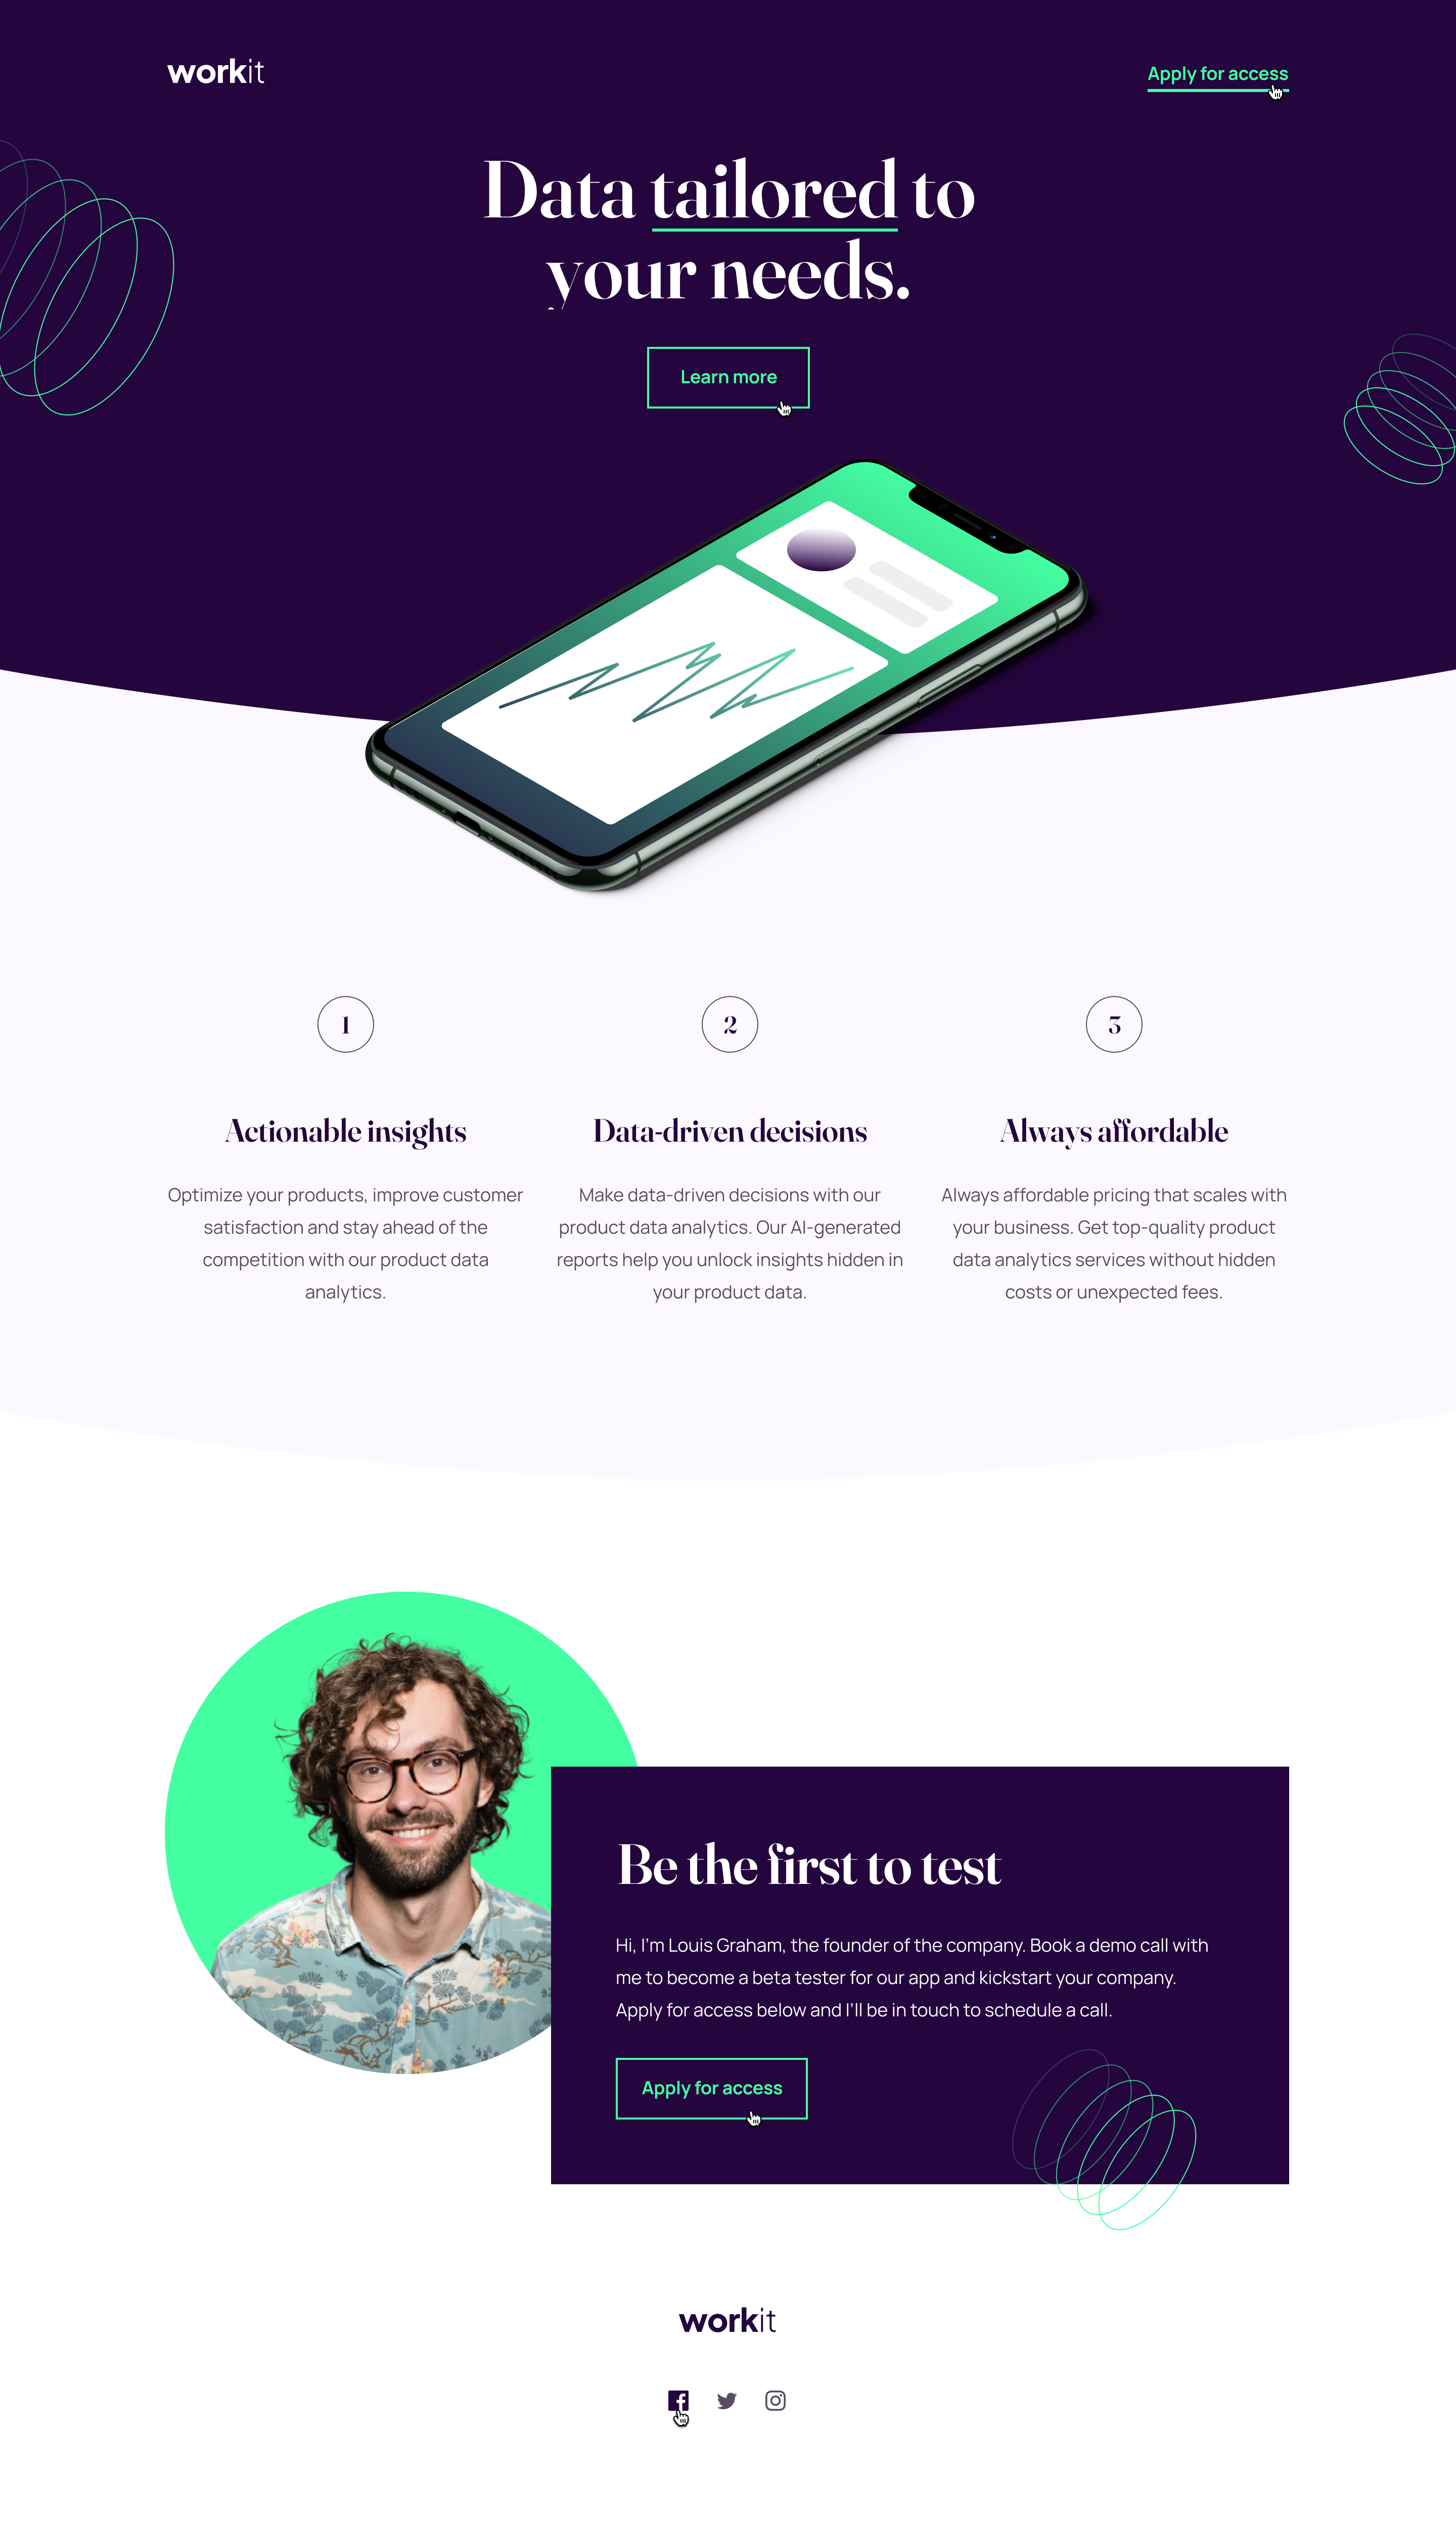 workit
Apply for access
Data tailored to
your needs.
Learn more
1
2
3
Actionable insights
Data-driven decisions
Always affordable
Optimize your products, improve customer
satisfaction and stay ahead of the
competition with our product data
analytics.
Make data-driven decisions with our
product data analytics. Our AI-generated
reports help you unlock insights hidden in
your product data.
Always affordable pricing that scales with
your business. Get top-quality product
data analytics services without hidden
costs or unexpected fees.
Be the first to test
Hi, I'm Louis Graham, the founder of the company. Book a demo call with
me to become a beta tester for our app and kickstart your company.
Apply for access below and I'll be in touch to schedule a call.
Apply for access
workit